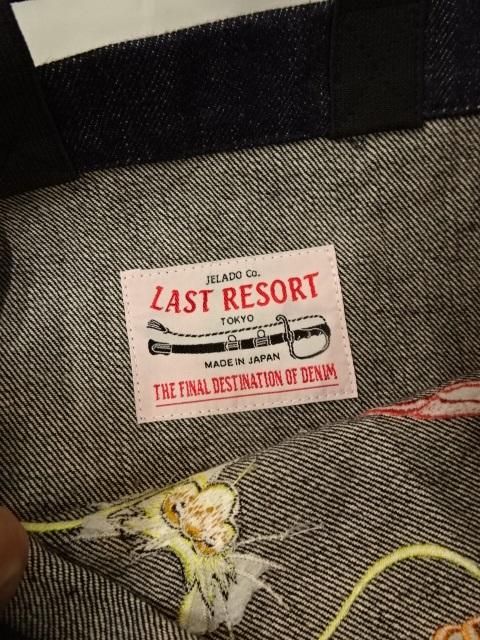 JELADO Co.
LAST RESORT
TOKYO
MADE IN JAPAN
THE FINAL DESTINATION OF DENIM